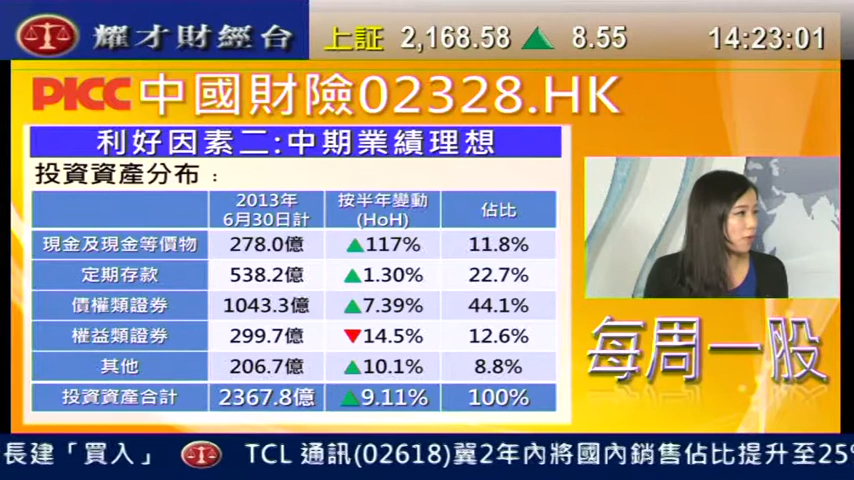 耀才財經台
上証 2,168.58 ▲ 8.55 14:23:01
PICC 中國財險02328.HK
利好因素二:中期業績理想
投資資產分布：
2013年6月30日計 按半年變動(HoH) 佔比
現金及現金等價物 278.0億 ▲117% 11.8%
定期存款 538.2億 ▲1.30% 22.7%
債權類證券 1043.3億 ▲7.39% 44.1%
權益類證券 299.7億 ▼14.5% 12.6%
其他 206.7億 ▲10.1% 8.8%
投資資產合計 2367.8億 ▲9.11% 100%
每周一股
長建「買入」 TCL 通訊(02618)冀2年內將國內銷售佔比提升至25%